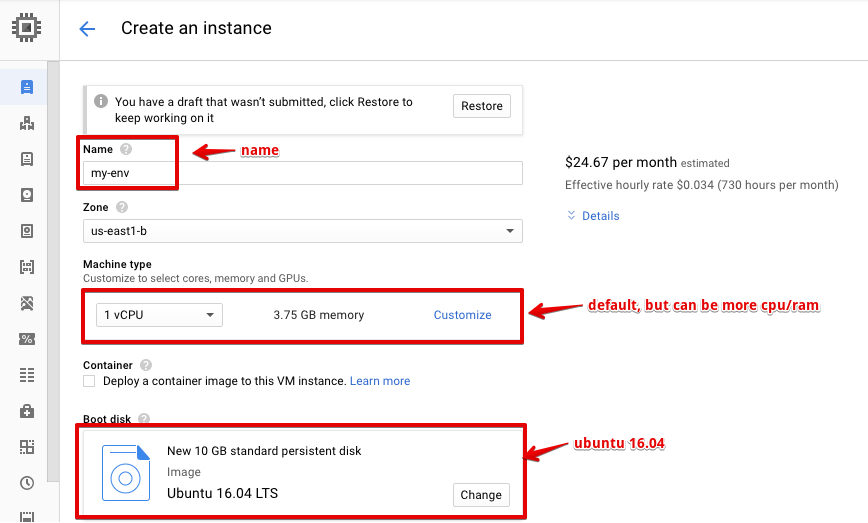 Create an instance
You have a draft that wasn't submitted, click Restore to
keep working on it
Restore
Name
name
my-env
$24.67 per month estimated
Effective hourly rate $0.034 (730 hours per month)
Details
Zone
us-east1-b
Machine type
Customize to select cores, memory and GPUs.
default, but can be more cpu/ram
1 vCPU
3.75 GB memory
Customize
Container
Deploy a container image to this VM instance. Learn more
Boot disk
ubuntu 16.04
New 10 GB standard persistent disk
Image
Ubuntu 16.04 LTS
Change